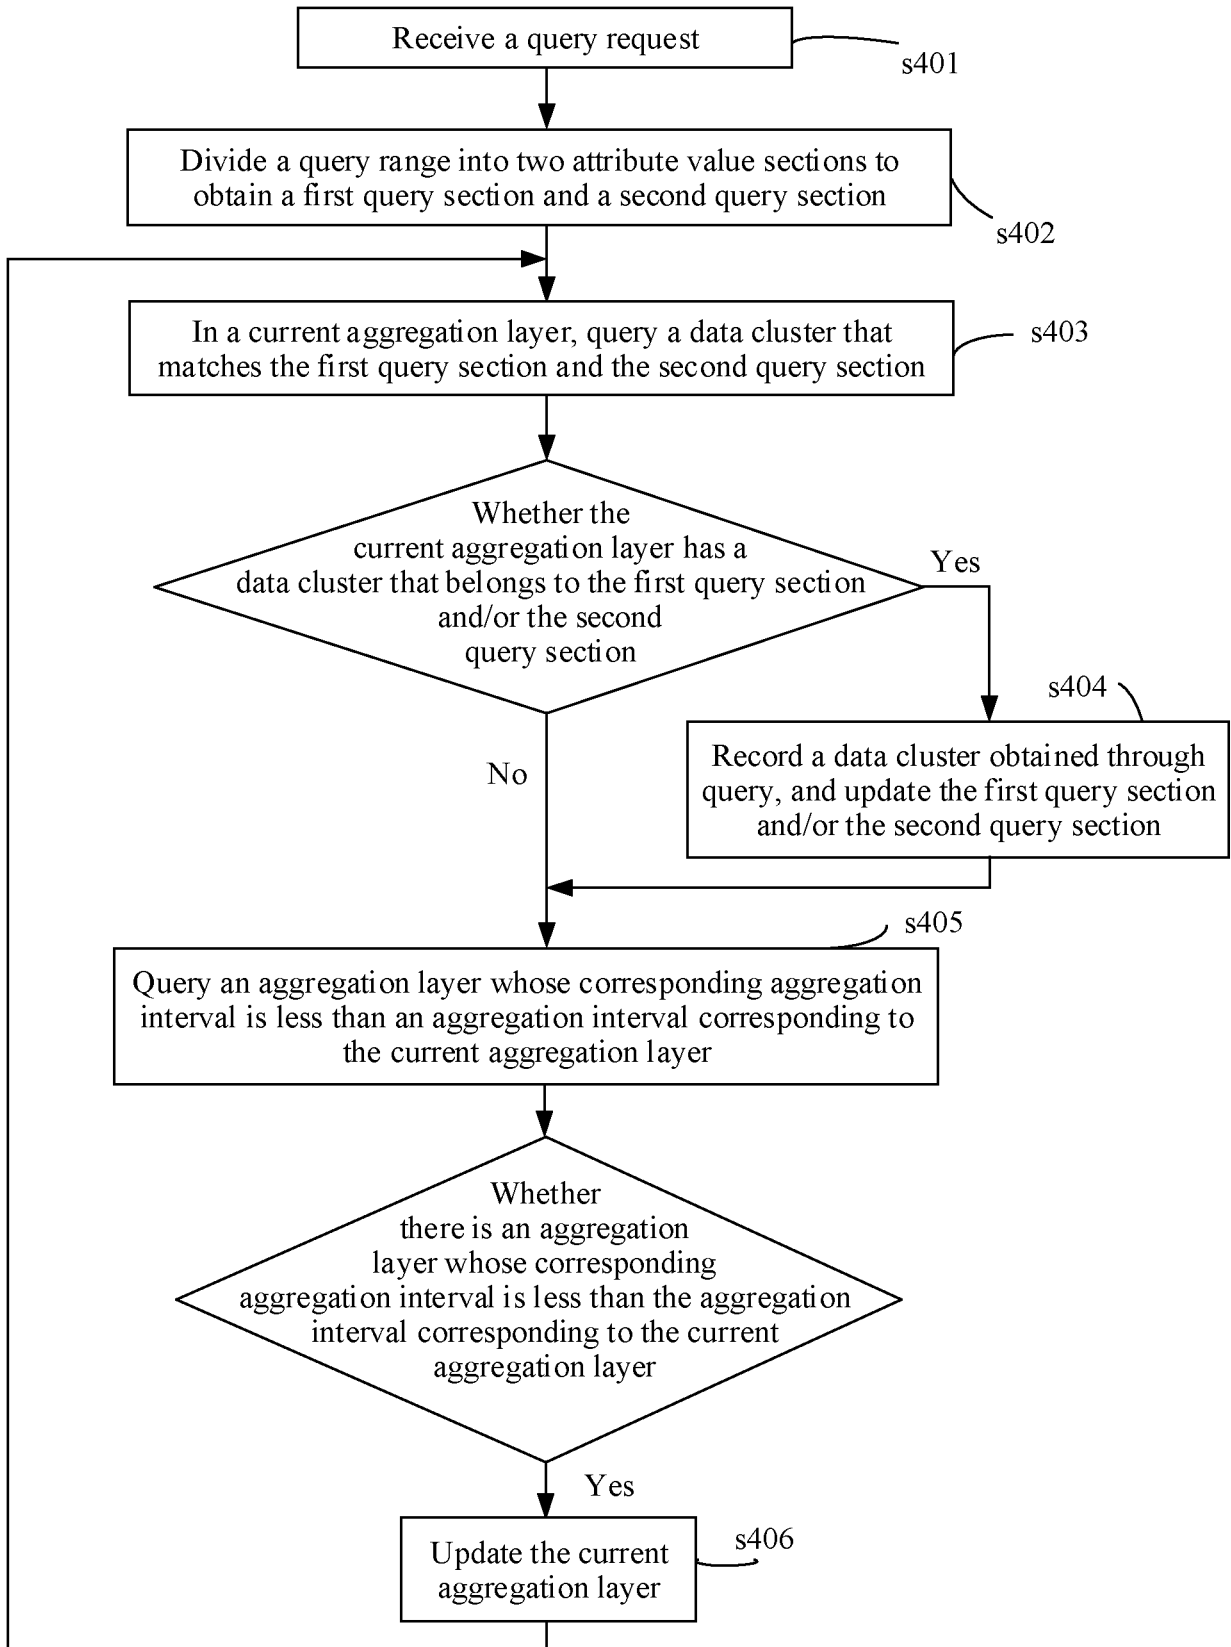 Receive a query request
s401
Divide a query range into two attribute value sections to
obtain a first query section and a second query section
s402
In a current aggregation layer, query a data cluster that
matches the first query section and the second query section
s403
Whether the
current aggregation layer has a
data cluster that belongs to the first query section
and/or the second
query section
Yes
No
s404
Record a data cluster obtained through
query, and update the first query section
and/or the second query section
s405
Query an aggregation layer whose corresponding aggregation
interval is less than an aggregation interval corresponding to
the current aggregation layer
Whether
there is an aggregation
layer whose corresponding
aggregation interval is less than the aggregation
interval corresponding to the current
aggregation layer
Yes
s406
Update the current
aggregation layer